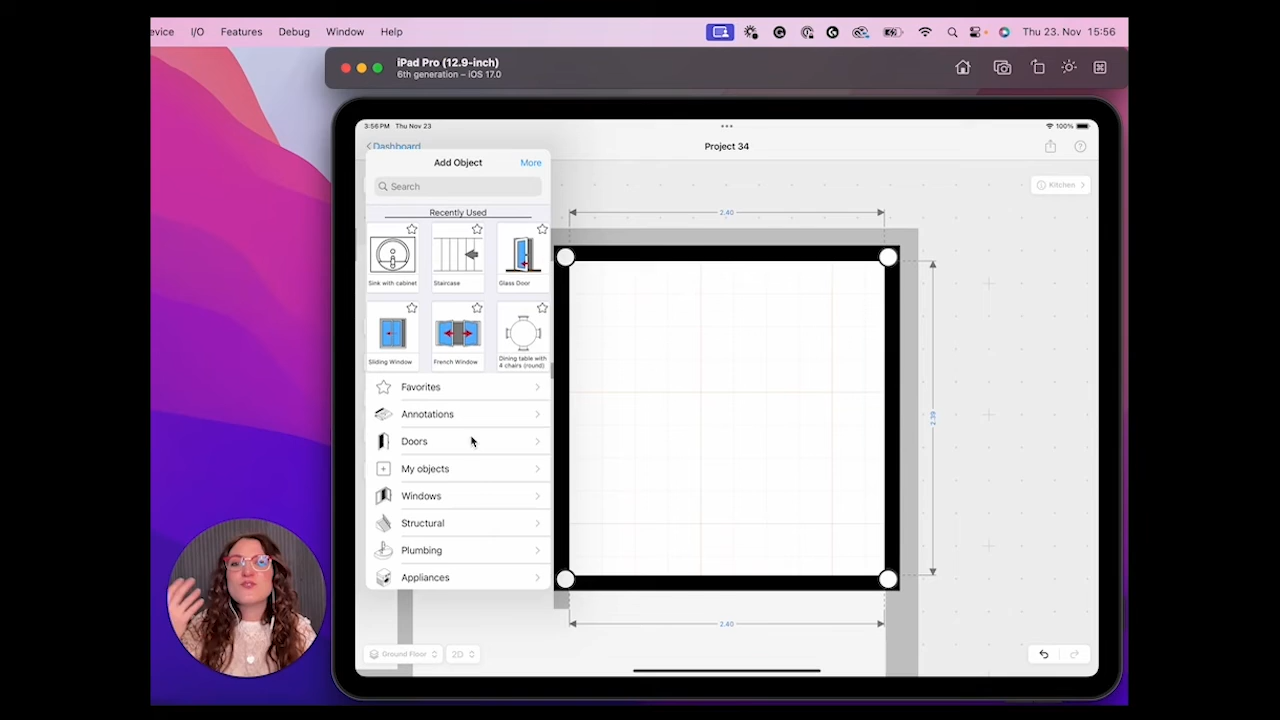 evice I/O Features Debug Window Help Thu 23. Nov 15:56
iPad Pro (12.9-inch)
6th generation – iOS 17.0
3:56 PM Thu Nov 23 100%
Dashboard Project 34
Add Object More
Search
Kitchen
Recently Used
2.40
Sink with cabinet Staircase Glass Door
Sliding Window French Window Dining table with
4 chairs (round)
Favorites
Annotations
2.39
Doors
My objects
Windows
Structural
Plumbing
Appliances
2.40
Ground Floor 2D